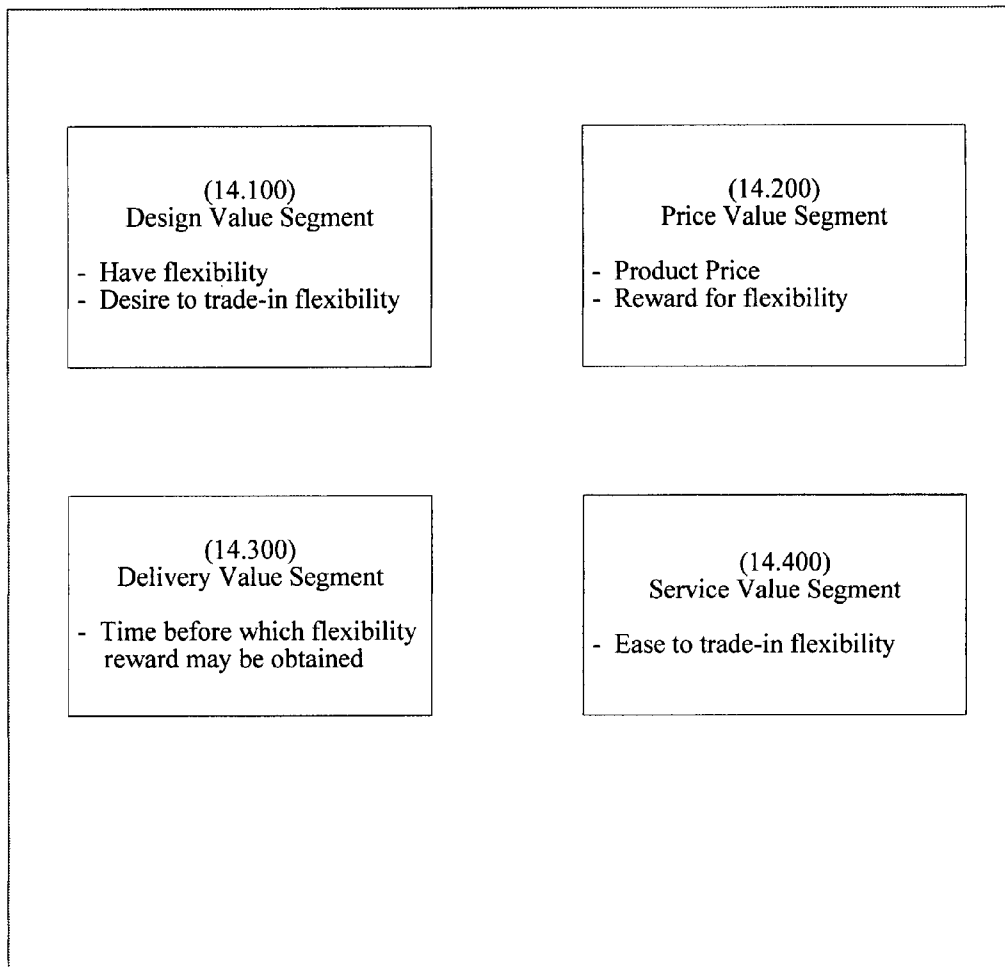 (14.100)
Design Value Segment
- Have flexibility
- Desire to trade-in flexibility
(14.200)
Price Value Segment
- Product Price
- Reward for flexibility
(14.300)
Delivery Value Segment
- Time before which flexibility
reward may be obtained
(14.400)
Service Value Segment
- Ease to trade-in flexibility